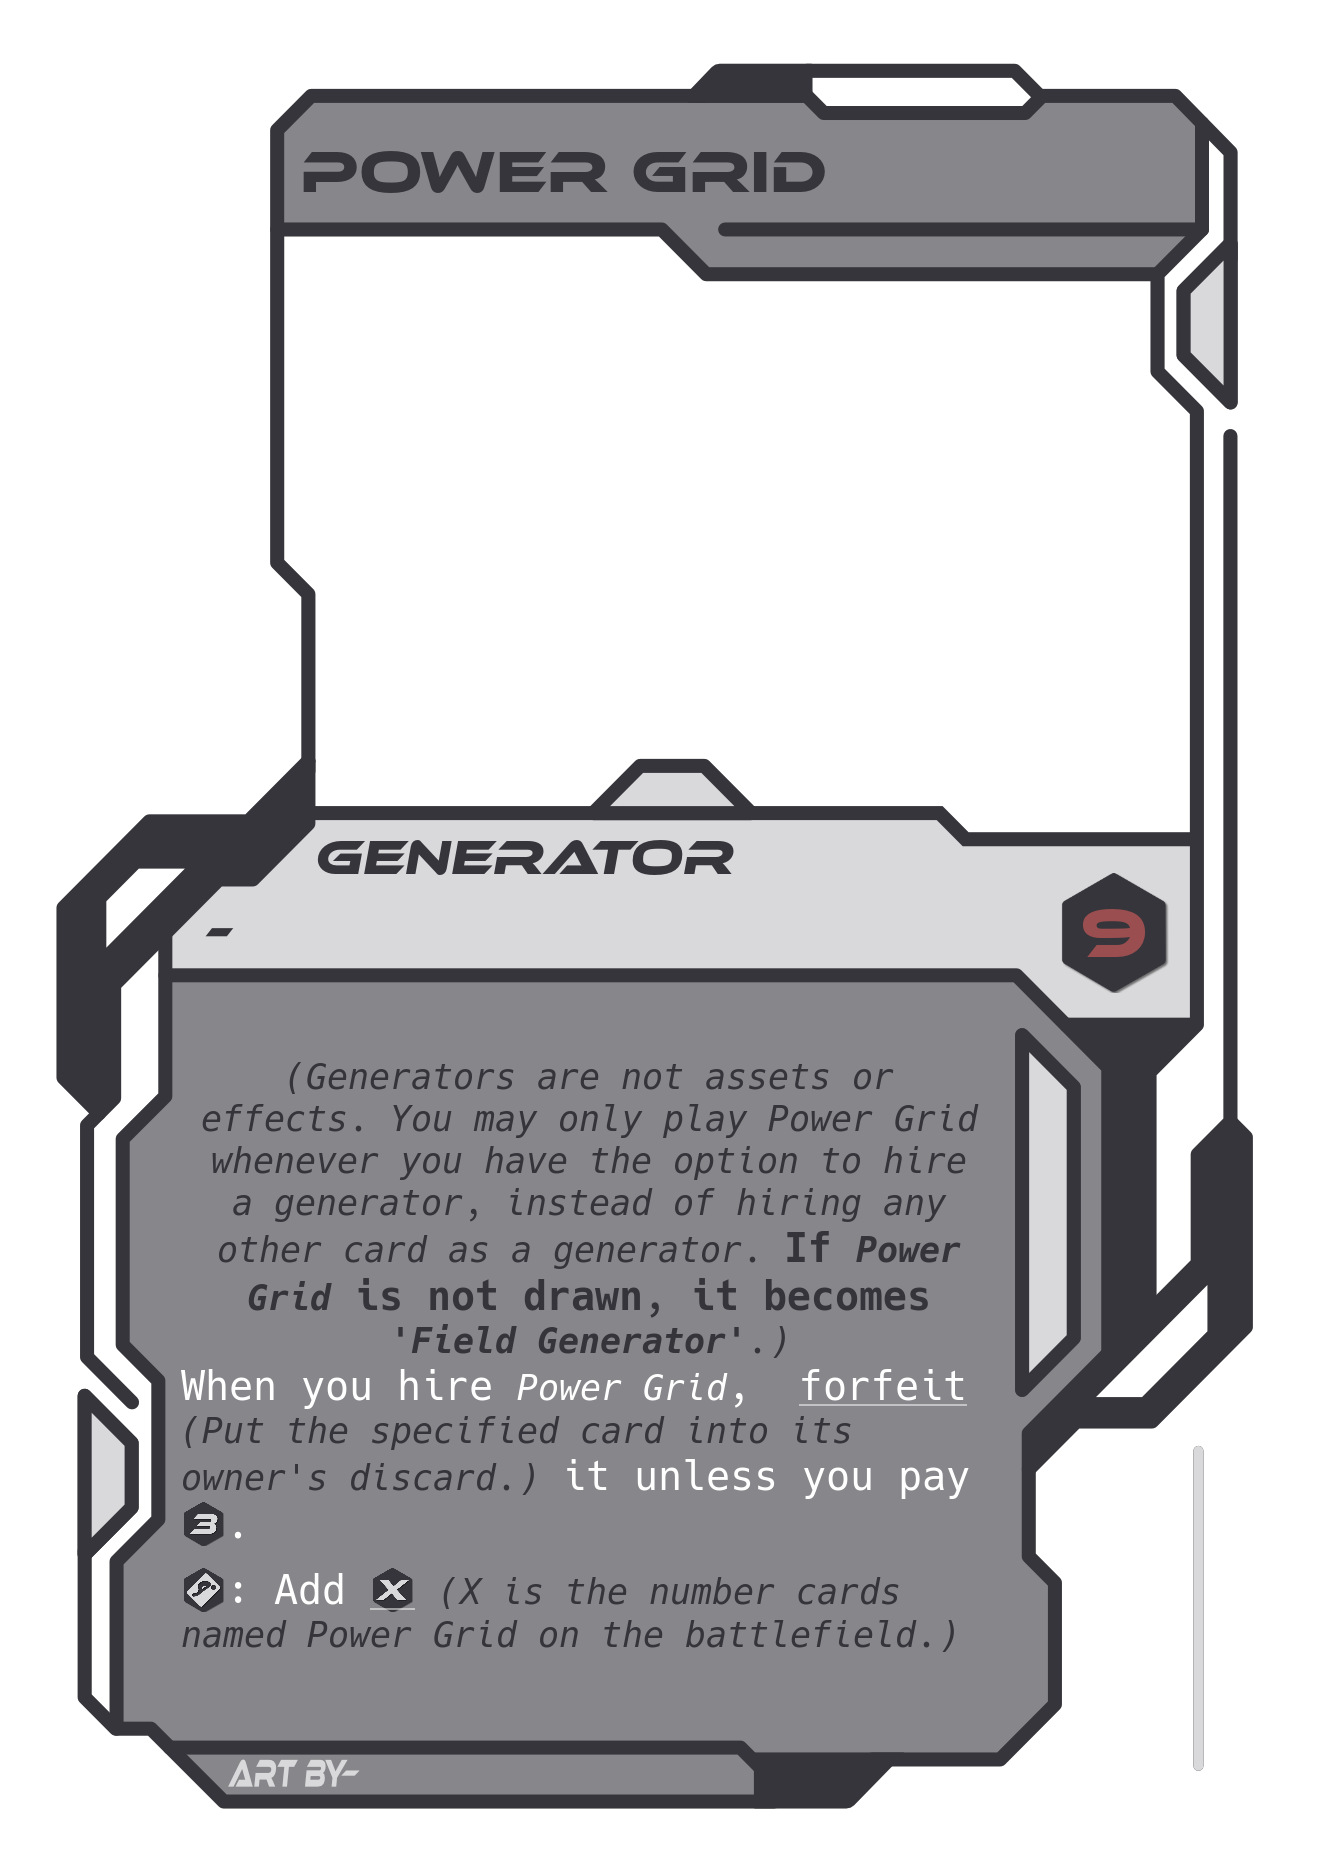 POWER GRID
GENERATOR
-
9
(Generators are not assets or
effects. You may only play Power Grid
whenever you have the option to hire
a generator, instead of hiring any
other card as a generator. If Power
Grid is not drawn, it becomes
'Field Generator'.)
When you hire Power Grid, forfeit
(Put the specified card into its
owner's discard.) it unless you pay
3.
: Add X (X is the number cards
named Power Grid on the battlefield.)
ART BY-